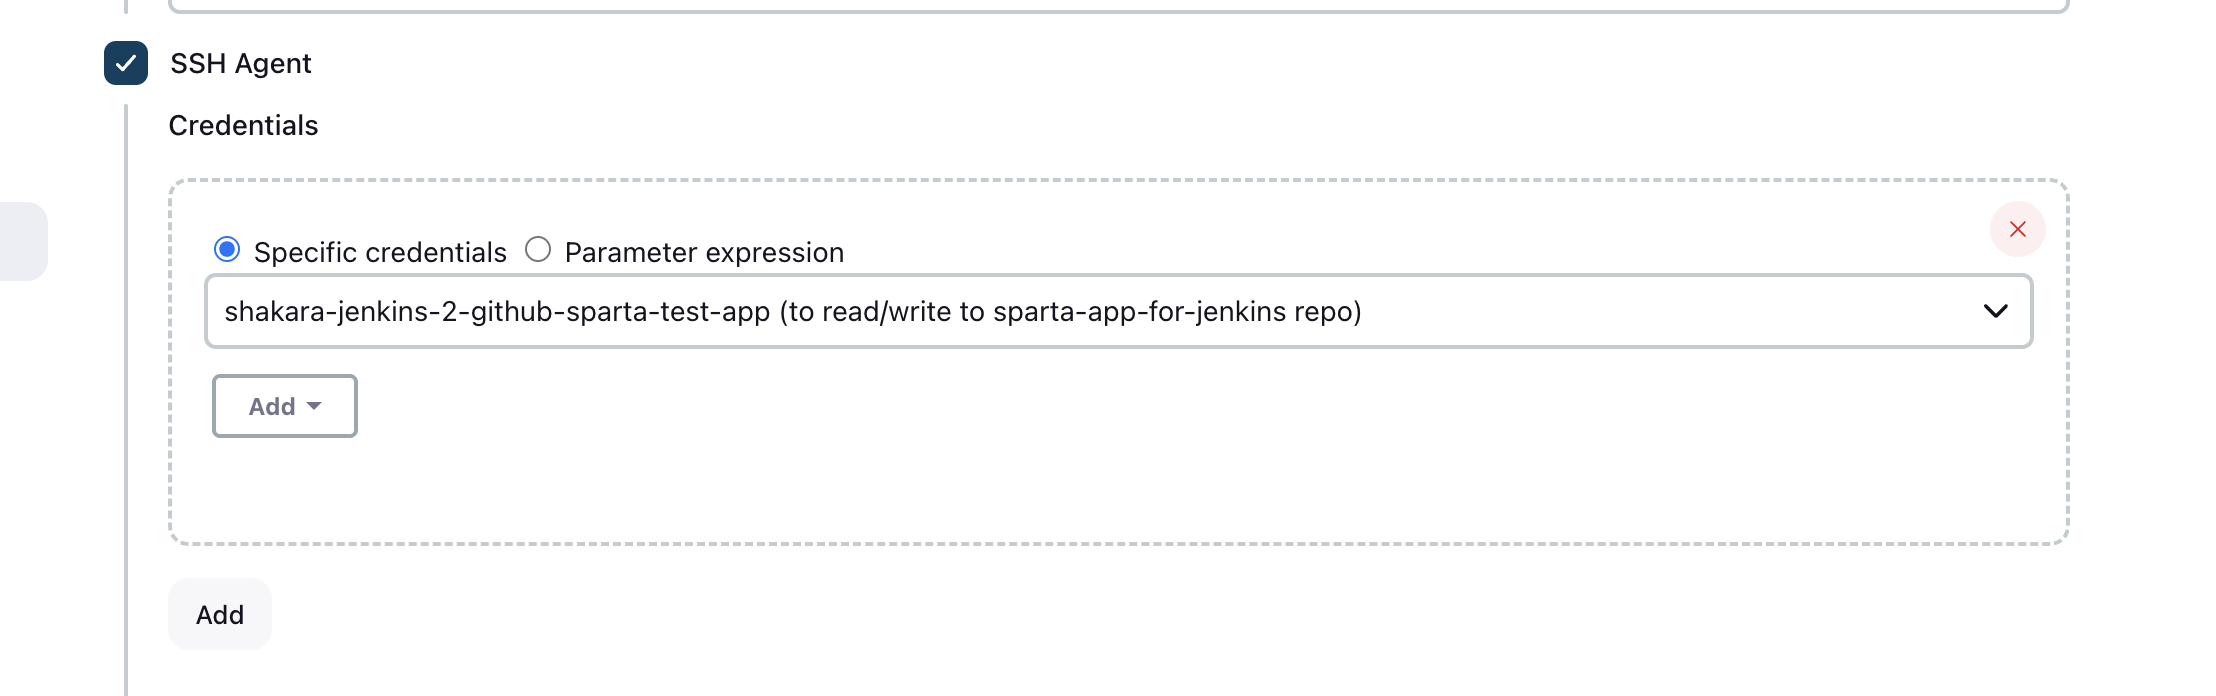 SSH Agent
Credentials
Specific credentials Parameter expression
shakara-jenkins-2-github-sparta-test-app (to read/write to sparta-app-for-jenkins repo)
Add
Add